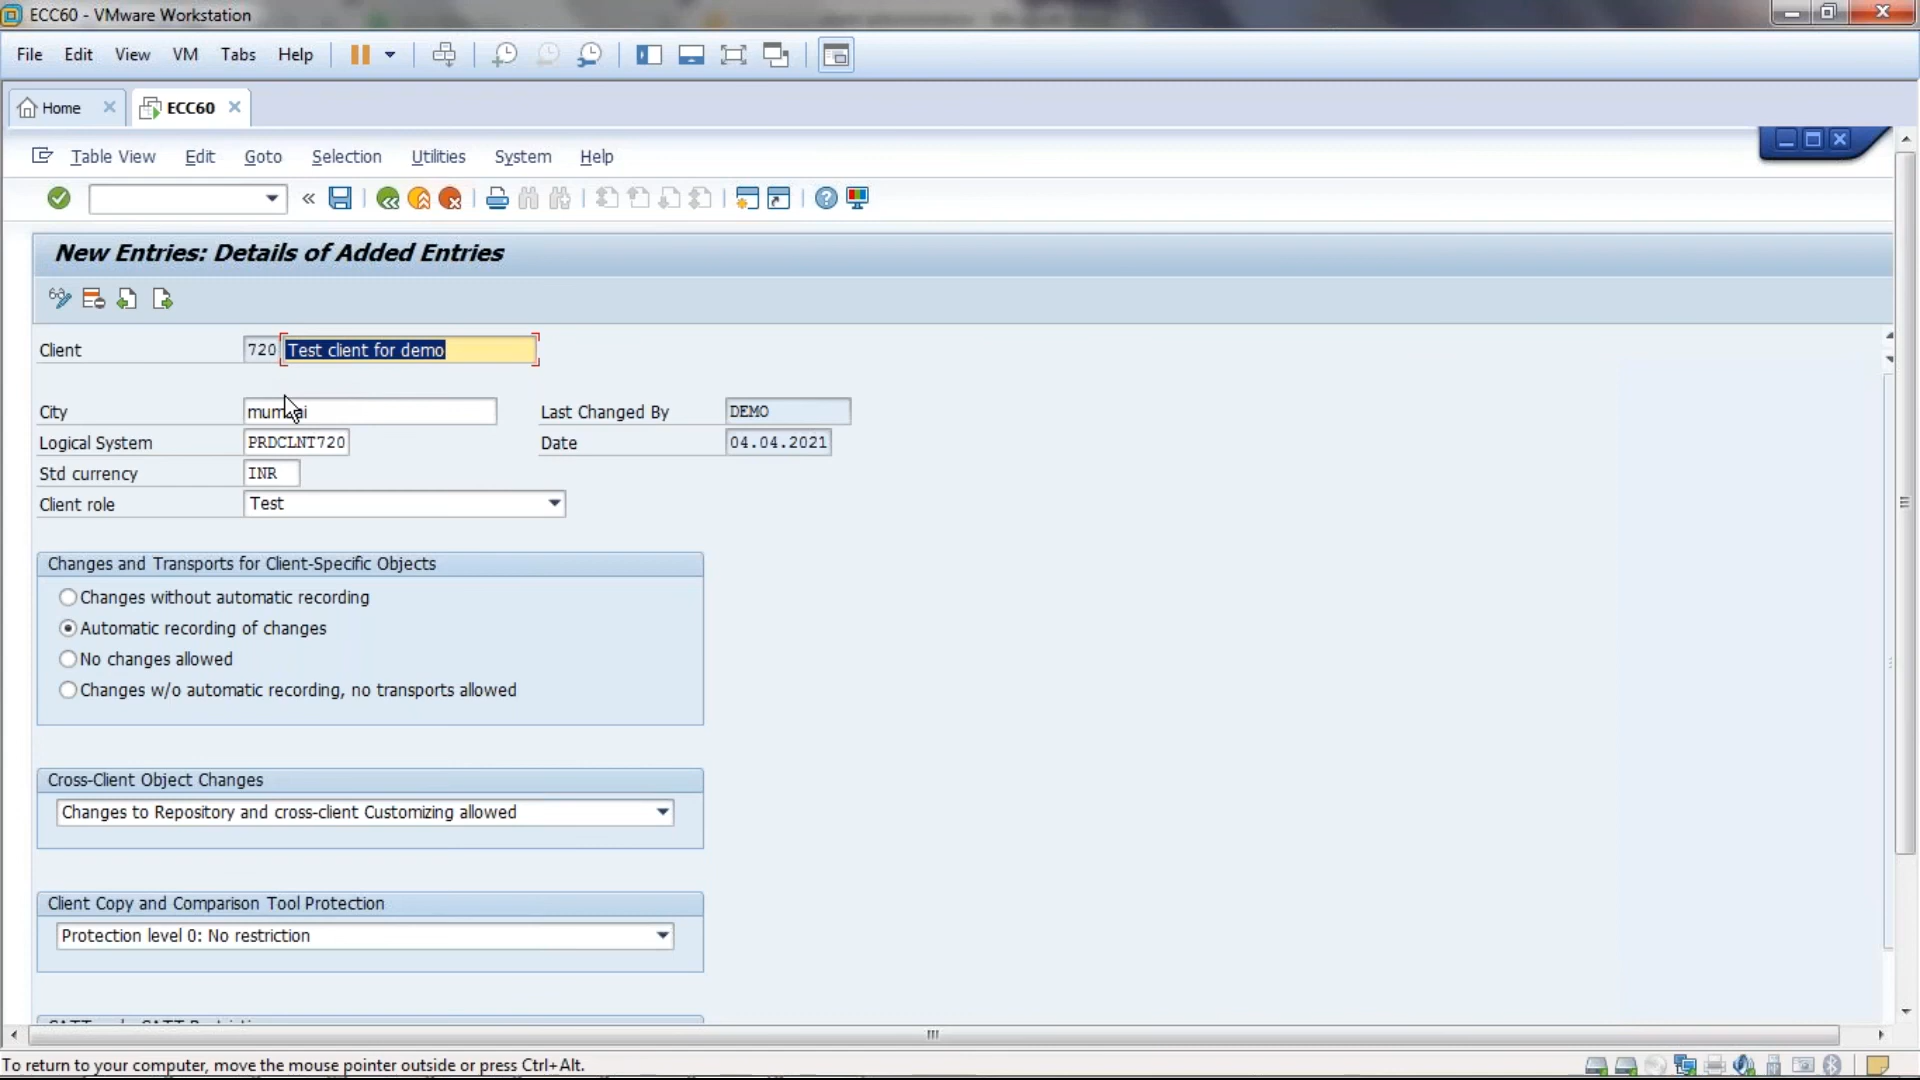 ECC60 - VMware Workstation
File Edit View VM Tabs Help
Home ECC60
Table View Edit Goto Selection Utilities System Help
New Entries: Details of Added Entries
Client 720 Test client for demo
City Last Changed By DEMO
Logical System PRDCLNT720 Date 04.04.2021
Std currency INR
Client role Test
Changes and Transports for Client-Specific Objects
Changes without automatic recording
Automatic recording of changes
No changes allowed
Changes w/o automatic recording, no transports allowed
Cross-Client Object Changes
Changes to Repository and cross-client Customizing allowed
Client Copy and Comparison Tool Protection
Protection level 0: No restriction
To return to your computer, move the mouse pointer outside or press Ctrl+Alt.